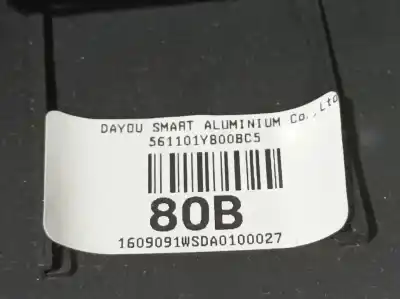 DAYOU SMART ALUMINIUM Co., Ltd
561101Y800BC5
80B
1609091WSDA0100027